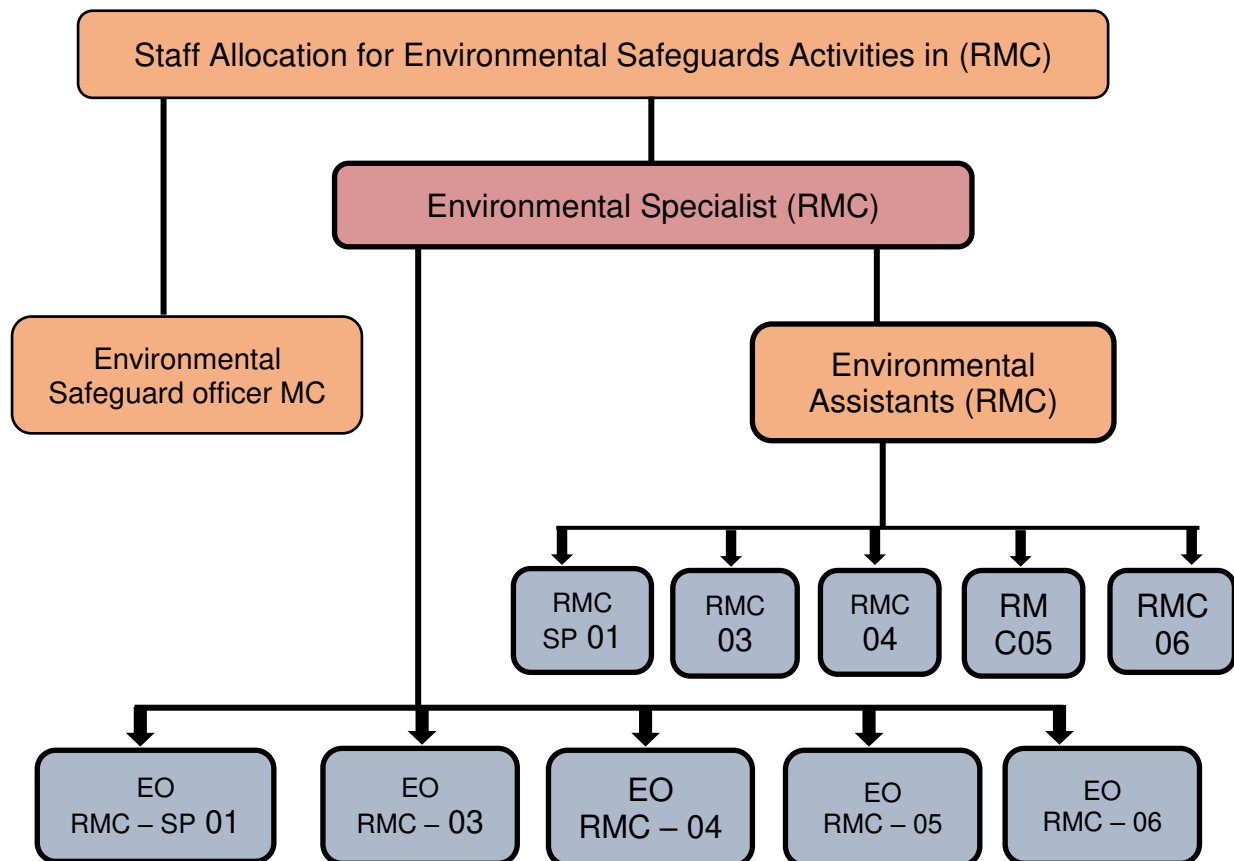 Staff Allocation for Environmental Safeguards Activities in (RMC)
Environmental Specialist (RMC)
Environmental
Safeguard officer MC
Environmental
Assistants (RMC)
RMC
SP 01
RMC
03
RMC
04
RM
C05
RMC
06
EO
RMC – SP 01
EO
RMC – 03
EO
RMC – 04
EO
RMC – 05
EO
RMC – 06